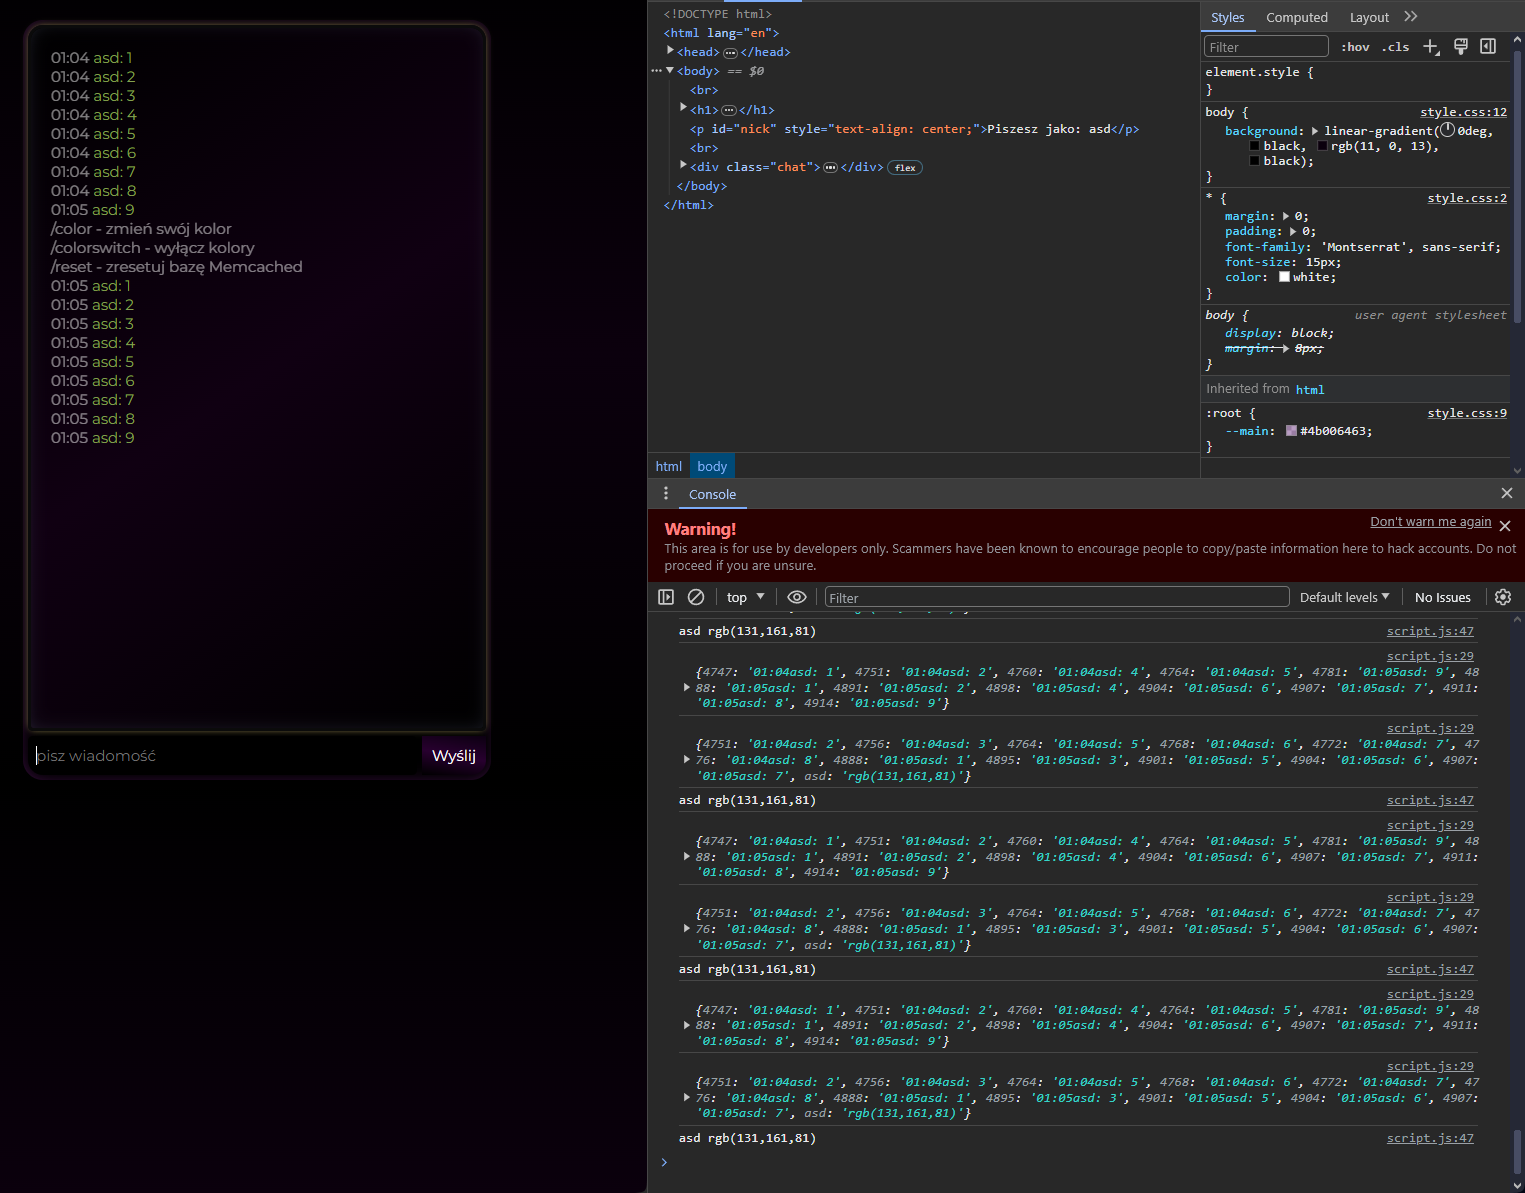 01:04 asd: 1
01:04 asd: 2
01:04 asd: 3
01:04 asd: 4
01:04 asd: 5
01:04 asd: 6
01:04 asd: 7
01:04 asd: 8
01:05 asd: 9
/color - zmień swój kolor
/colorswitch - wyłącz kolory
/reset - zresetuj bazę Memcached
01:05 asd: 1
01:05 asd: 2
01:05 asd: 3
01:05 asd: 4
01:05 asd: 5
01:05 asd: 6
01:05 asd: 7
01:05 asd: 8
01:05 asd: 9
pisz wiadomość
Wyślij
<!DOCTYPE html>
<html lang="en">
<head> ··· </head>
··· <body> == $0
<br>
<h1> ··· </h1>
<p id="nick" style="text-align: center;">Piszesz jako: asd</p>
<br>
<div class="chat"> ··· </div> flex
</body>
</html>
html body
Styles Computed Layout
Filter :hov .cls
element.style {
}
body { style.css:12
background: linear-gradient(0deg,
black, rgb(11, 0, 13),
black);
}
* { style.css:2
margin: 0;
padding: 0;
font-family: 'Montserrat', sans-serif;
font-size: 15px;
color: white;
}
body { user agent stylesheet
display: block;
margin: 8px;
}
Inherited from html
:root { style.css:9
--main: #4b006463;
}
Console
Warning! Don't warn me again
This area is for use by developers only. Scammers have been known to encourage people to copy/paste information here to hack accounts. Do not
proceed if you are unsure.
top Filter Default levels No Issues
asd rgb(131,161,81) script.js:47
script.js:29
{4747: '01:04asd: 1', 4751: '01:04asd: 2', 4760: '01:04asd: 4', 4764: '01:04asd: 5', 4781: '01:05asd: 9', 48
88: '01:05asd: 1', 4891: '01:05asd: 2', 4898: '01:05asd: 4', 4904: '01:05asd: 6', 4907: '01:05asd: 7', 4911:
'01:05asd: 8', 4914: '01:05asd: 9'}
script.js:29
{4751: '01:04asd: 2', 4756: '01:04asd: 3', 4764: '01:04asd: 5', 4768: '01:04asd: 6', 4772: '01:04asd: 7', 47
76: '01:04asd: 8', 4888: '01:05asd: 1', 4895: '01:05asd: 3', 4901: '01:05asd: 5', 4904: '01:05asd: 6', 4907:
'01:05asd: 7', asd: 'rgb(131,161,81)'}
asd rgb(131,161,81) script.js:47
script.js:29
{4747: '01:04asd: 1', 4751: '01:04asd: 2', 4760: '01:04asd: 4', 4764: '01:04asd: 5', 4781: '01:05asd: 9', 48
88: '01:05asd: 1', 4891: '01:05asd: 2', 4898: '01:05asd: 4', 4904: '01:05asd: 6', 4907: '01:05asd: 7', 4911:
'01:05asd: 8', 4914: '01:05asd: 9'}
script.js:29
{4751: '01:04asd: 2', 4756: '01:04asd: 3', 4764: '01:04asd: 5', 4768: '01:04asd: 6', 4772: '01:04asd: 7', 47
76: '01:04asd: 8', 4888: '01:05asd: 1', 4895: '01:05asd: 3', 4901: '01:05asd: 5', 4904: '01:05asd: 6', 4907:
'01:05asd: 7', asd: 'rgb(131,161,81)'}
asd rgb(131,161,81) script.js:47
script.js:29
{4747: '01:04asd: 1', 4751: '01:04asd: 2', 4760: '01:04asd: 4', 4764: '01:04asd: 5', 4781: '01:05asd: 9', 48
88: '01:05asd: 1', 4891: '01:05asd: 2', 4898: '01:05asd: 4', 4904: '01:05asd: 6', 4907: '01:05asd: 7', 4911:
'01:05asd: 8', 4914: '01:05asd: 9'}
script.js:29
{4751: '01:04asd: 2', 4756: '01:04asd: 3', 4764: '01:04asd: 5', 4768: '01:04asd: 6', 4772: '01:04asd: 7', 47
76: '01:04asd: 8', 4888: '01:05asd: 1', 4895: '01:05asd: 3', 4901: '01:05asd: 5', 4904: '01:05asd: 6', 4907:
'01:05asd: 7', asd: 'rgb(131,161,81)'}
asd rgb(131,161,81) script.js:47